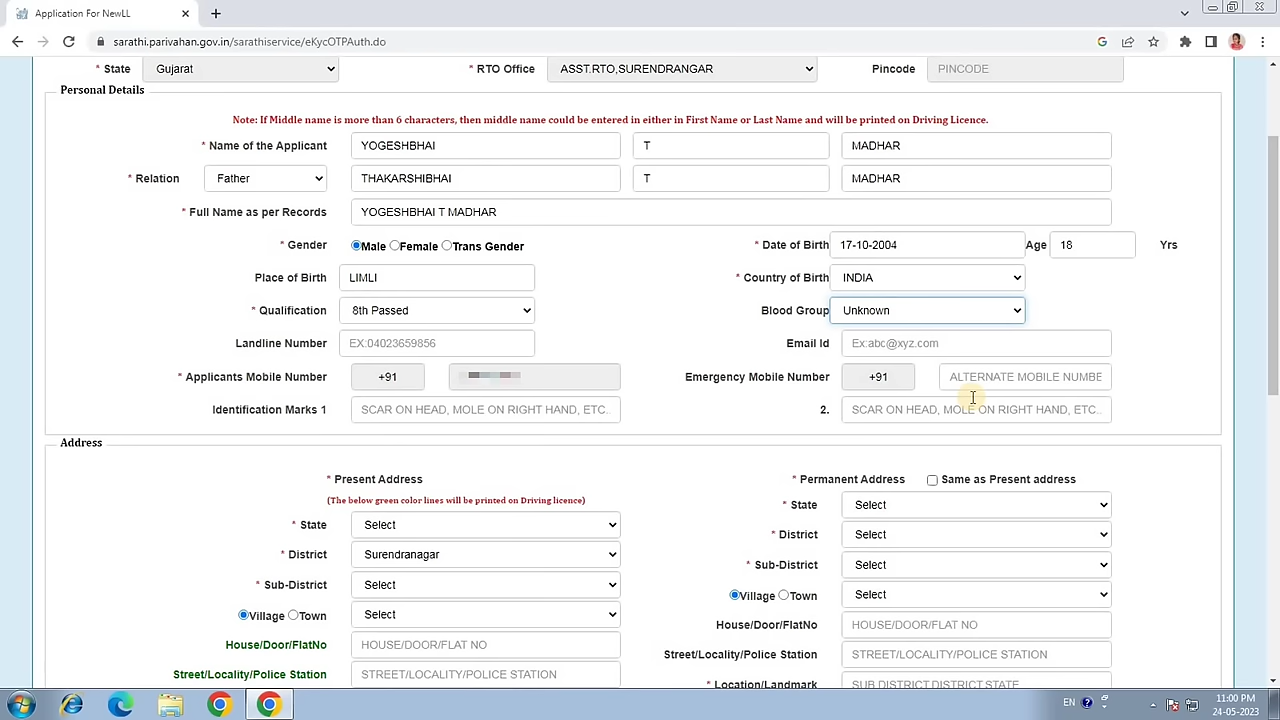 Application For NewLL
sarathi.parivahan.gov.in/sarathiservice/eKycOTPAuth.do
* State Gujarat * RTO Office ASST.RTO,SURENDRANGAR Pincode PINCODE
Personal Details
Note: If Middle name is more than 6 characters, then middle name could be entered in either in First Name or Last Name and will be printed on Driving Licence.
* Name of the Applicant YOGESHBHAI T MADHAR
* Relation Father THAKARSHIBHAI T MADHAR
* Full Name as per Records YOGESHBHAI T MADHAR
* Gender Male Female Trans Gender * Date of Birth 17-10-2004 Age 18 Yrs
Place of Birth LIMLI * Country of Birth INDIA
* Qualification 8th Passed Blood Group Unknown
Landline Number EX:04023659856 Email Id Ex:abc@xyz.com
* Applicants Mobile Number +91 Emergency Mobile Number +91 ALTERNATE MOBILE NUMBE
Identification Marks 1 SCAR ON HEAD, MOLE ON RIGHT HAND, ETC. 2. SCAR ON HEAD, MOLE ON RIGHT HAND, ETC..
Address
* Present Address * Permanent Address Same as Present address
(The below green color lines will be printed on Driving licence)
* State Select * State Select
* District Surendranagar * District Select
* Sub-District Select * Sub-District Select
Village Town Select Village Town Select
House/Door/FlatNo HOUSE/DOOR/FLAT NO House/Door/FlatNo HOUSE/DOOR/FLAT NO
Street/Locality/Police Station STREET/LOCALITY/POLICE STATION Street/Locality/Police Station STREET/LOCALITY/POLICE STATION
* Location/Landmark SUB DISTRICT DISTRICT STATE
EN 11:00 PM
24-05-2023